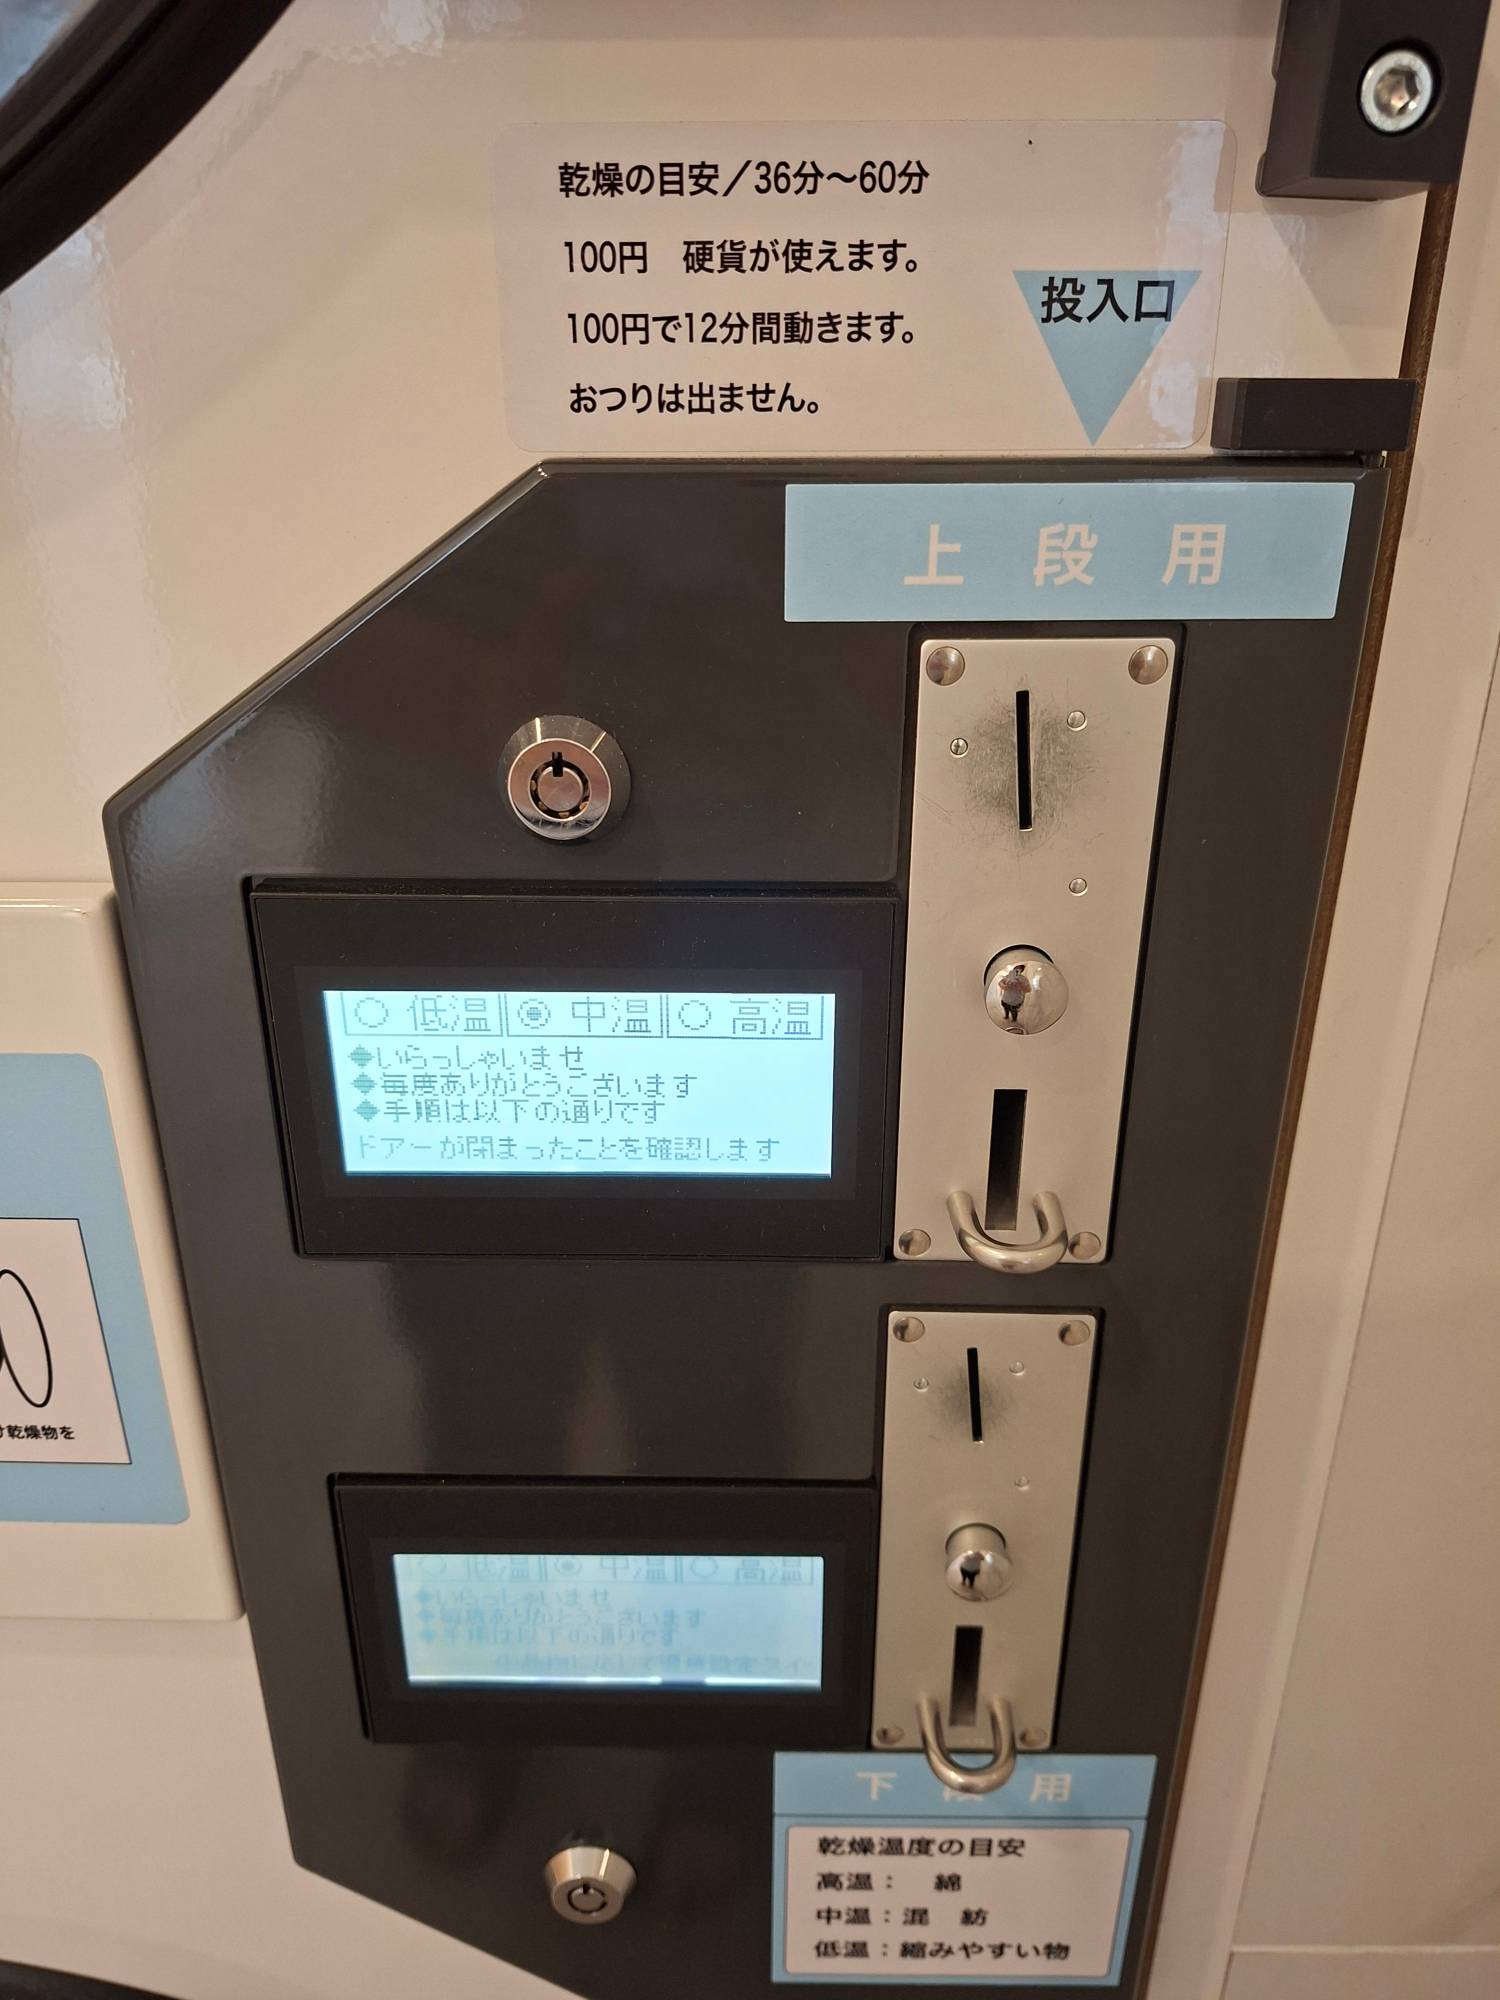 乾燥の目安／36分～60分
100円　硬貨が使えます。
100円で12分間動きます。
おつりは出ません。
投入口
上段用
○ 低温 ◉ 中温 ○ 高温
◆いらっしゃいませ
◆毎度ありがとうございます
◆手順は以下の通りです
ドアーが閉まったことを確認します
乾燥物を
○ 低温 ◉ 中温 ○ 高温
◆いらっしゃいませ
◆毎度ありがとうございます
◆手順は以下の通りです
下段用
乾燥温度の目安
高温：　綿
中温：混　紡
低温：縮みやすい物